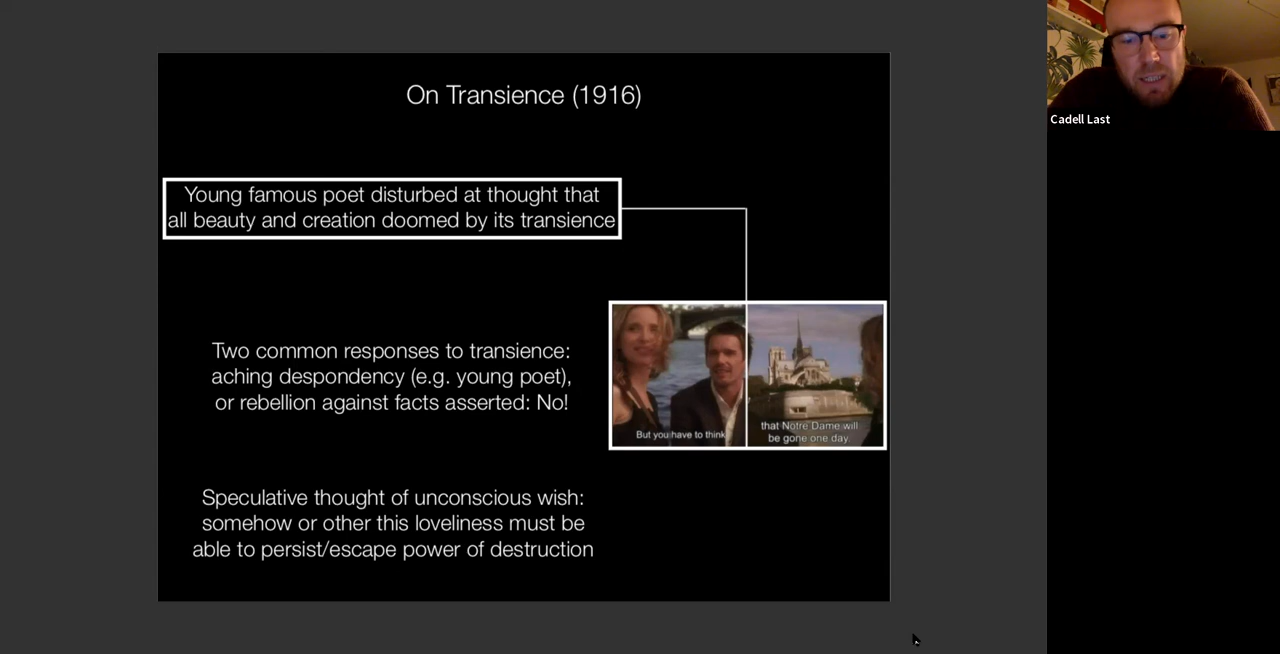 On Transience (1916)
Young famous poet disturbed at thought that
all beauty and creation doomed by its transience
Two common responses to transience:
aching despondency (e.g. young poet),
or rebellion against facts asserted: No!
But you have to think
that Notre Dame will
be gone one day
Speculative thought of unconscious wish:
somehow or other this loveliness must be
able to persist/escape power of destruction
Cadell Last